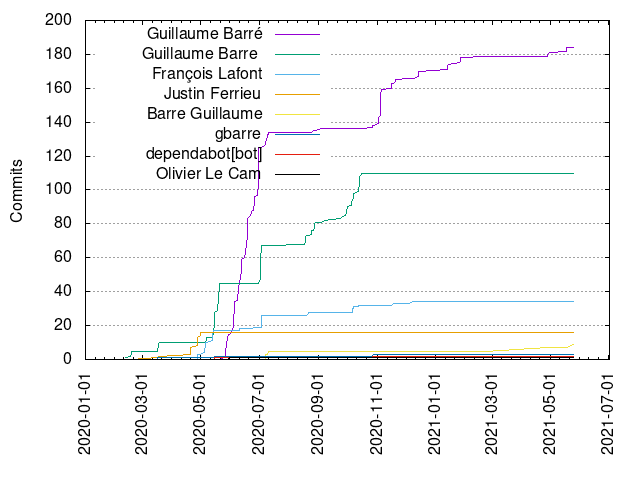 200
180
160
140
120
100
80
60
40
20
0
Commits
Guillaume Barré
Guillaume Barre
François Lafont
Justin Ferrieu
Barre Guillaume
gbarre
dependabot[bot]
Olivier Le Cam
2020-01-01
2020-03-01
2020-05-01
2020-07-01
2020-09-01
2020-11-01
2021-01-01
2021-03-01
2021-05-01
2021-07-01